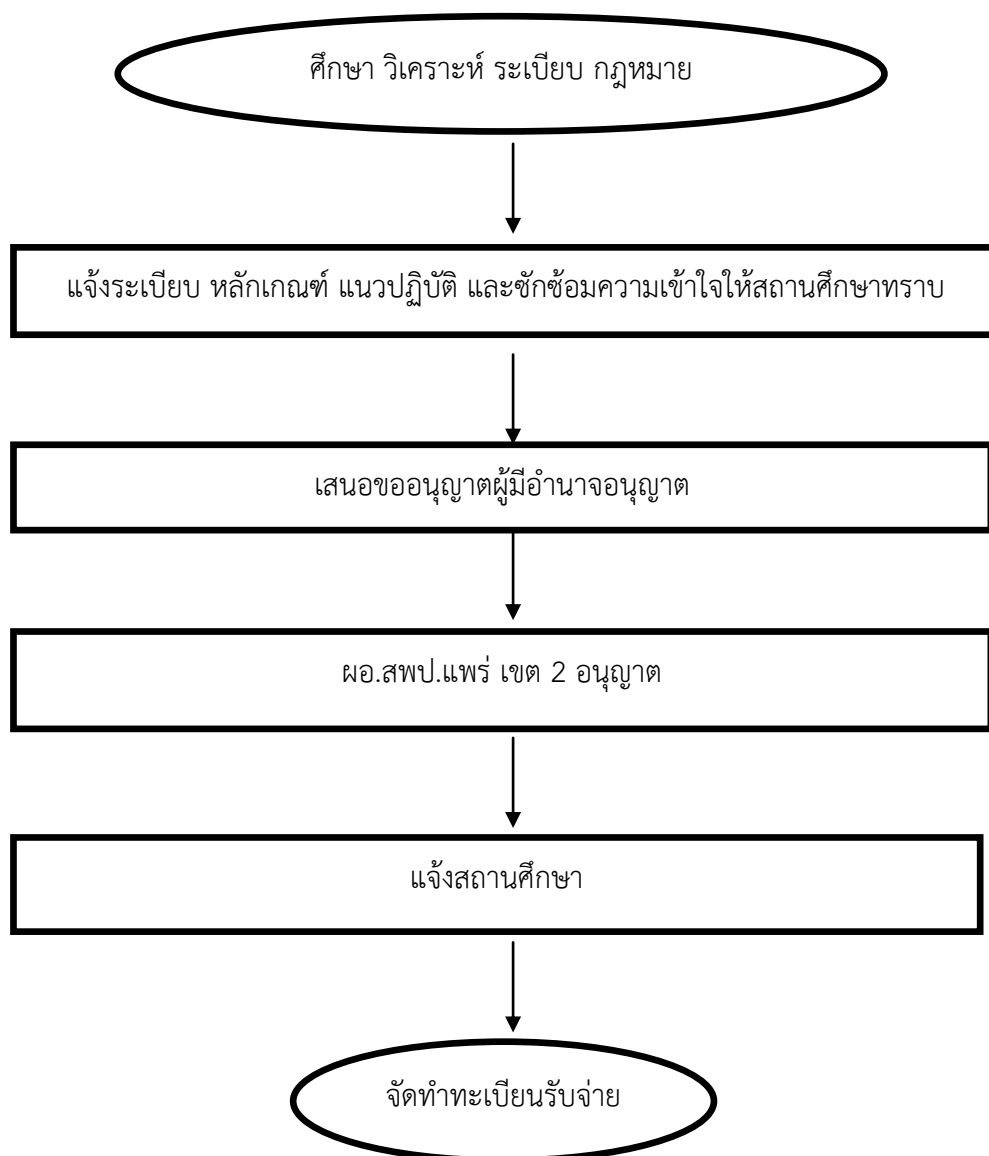 ศึกษา วิเคราะห์ ระเบียบ กฎหมาย
แจ้งระเบียบ หลักเกณฑ์ แนวปฏิบัติ และซักซ้อมความเข้าใจให้สถานศึกษาทราบ
เสนอขออนุญาตผู้มีอำนาจอนุญาต
ผอ.สพป.แพร่ เขต 2 อนุญาต
แจ้งสถานศึกษา
จัดทำทะเบียนรับจ่าย